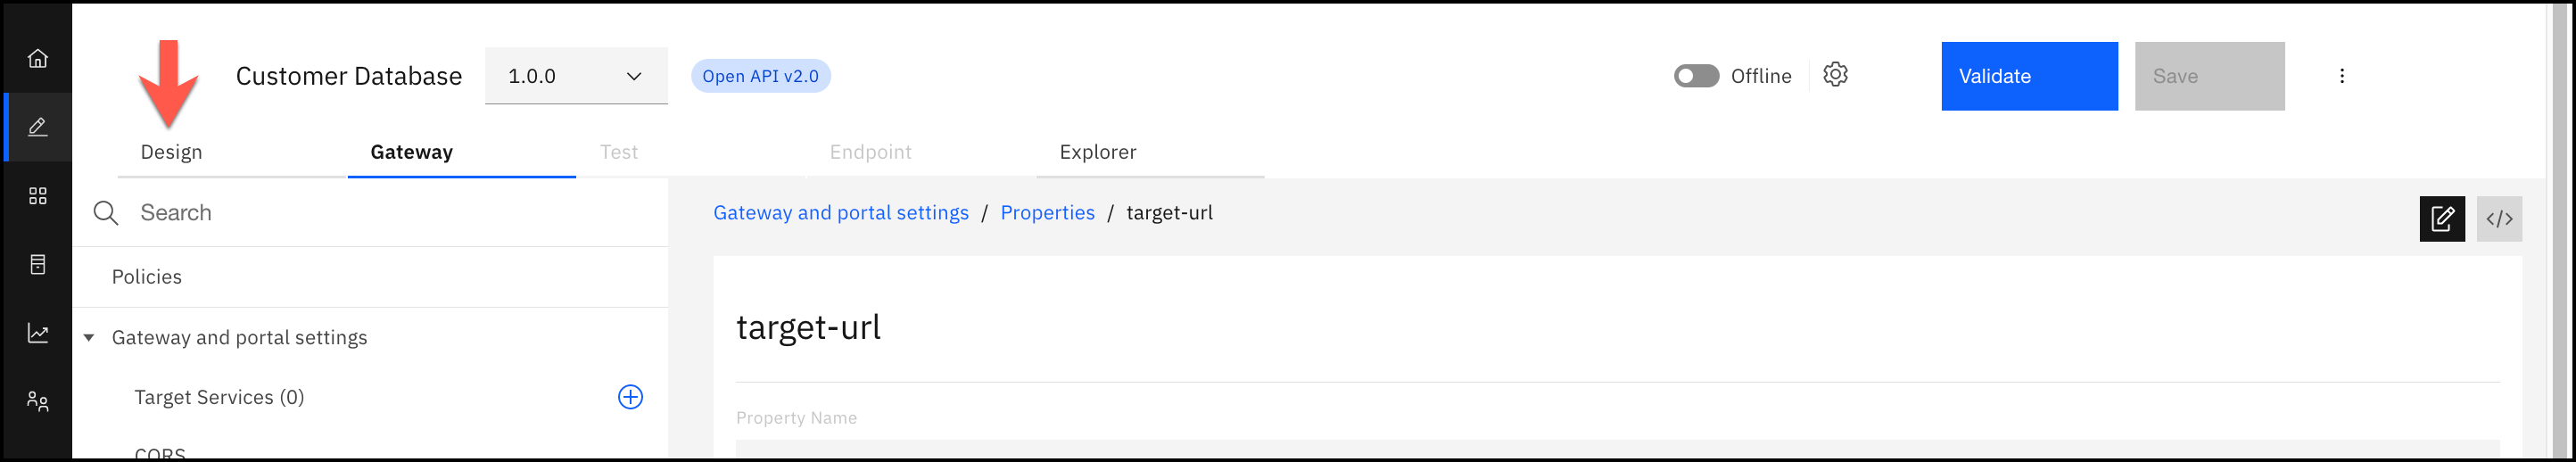 Customer Database 1.0.0 Open API v2.0 Offline Validate Save
Design Gateway Test Endpoint Explorer
Search
Gateway and portal settings / Properties / target-url
Policies
target-url
Gateway and portal settings
Target Services (0)
Property Name
CORS